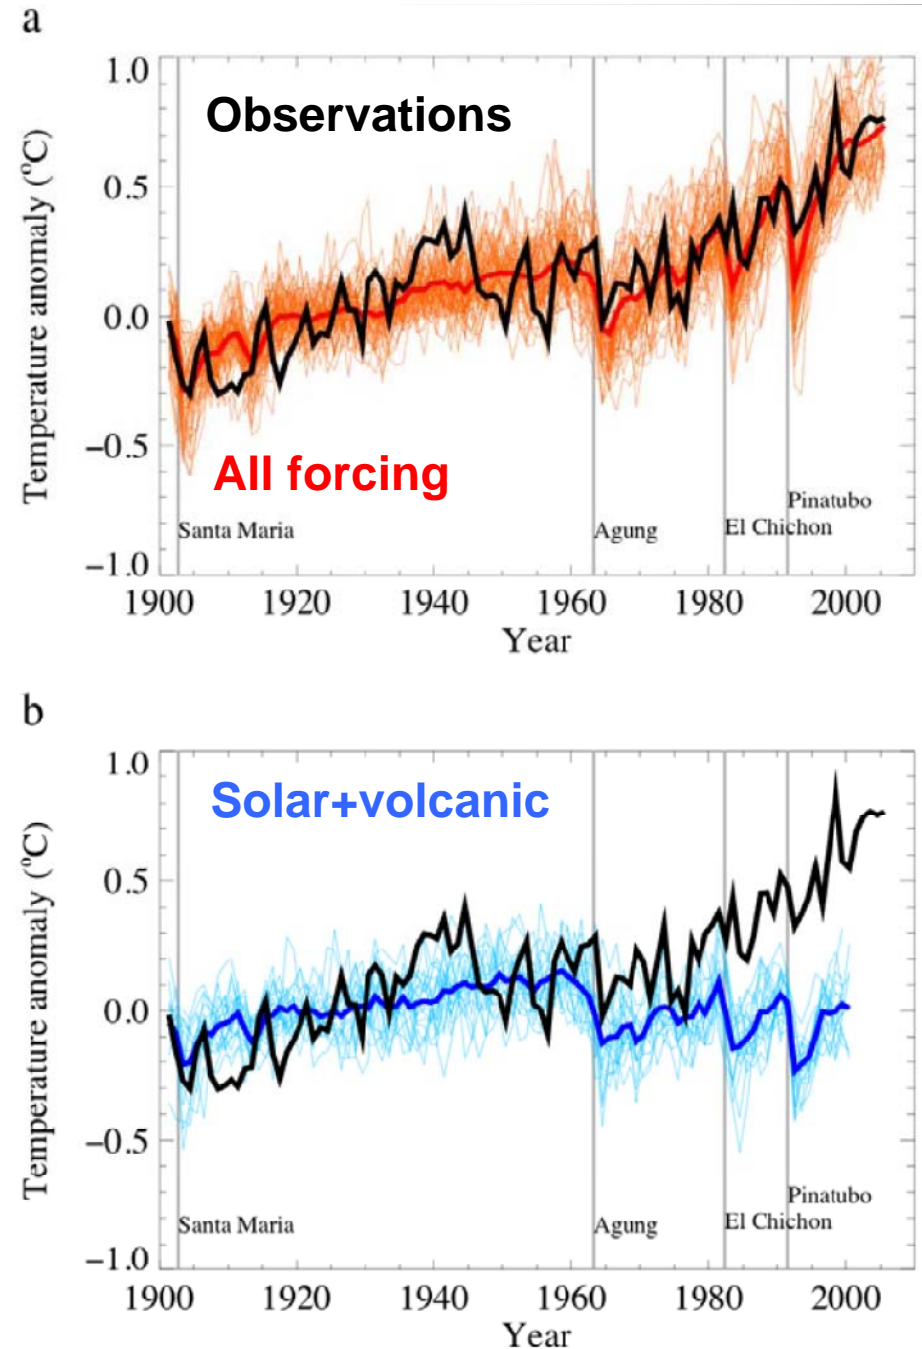 a
Observations
All forcing
Temperature anomaly (°C)
1.0
0.5
0.0
−0.5
−1.0
Santa Maria
Agung
El Chichon
Pinatubo
1900 1920 1940 1960 1980 2000
Year
b
Solar+volcanic
Temperature anomaly (°C)
1.0
0.5
0.0
−0.5
−1.0
Santa Maria
Agung
El Chichon
Pinatubo
1900 1920 1940 1960 1980 2000
Year